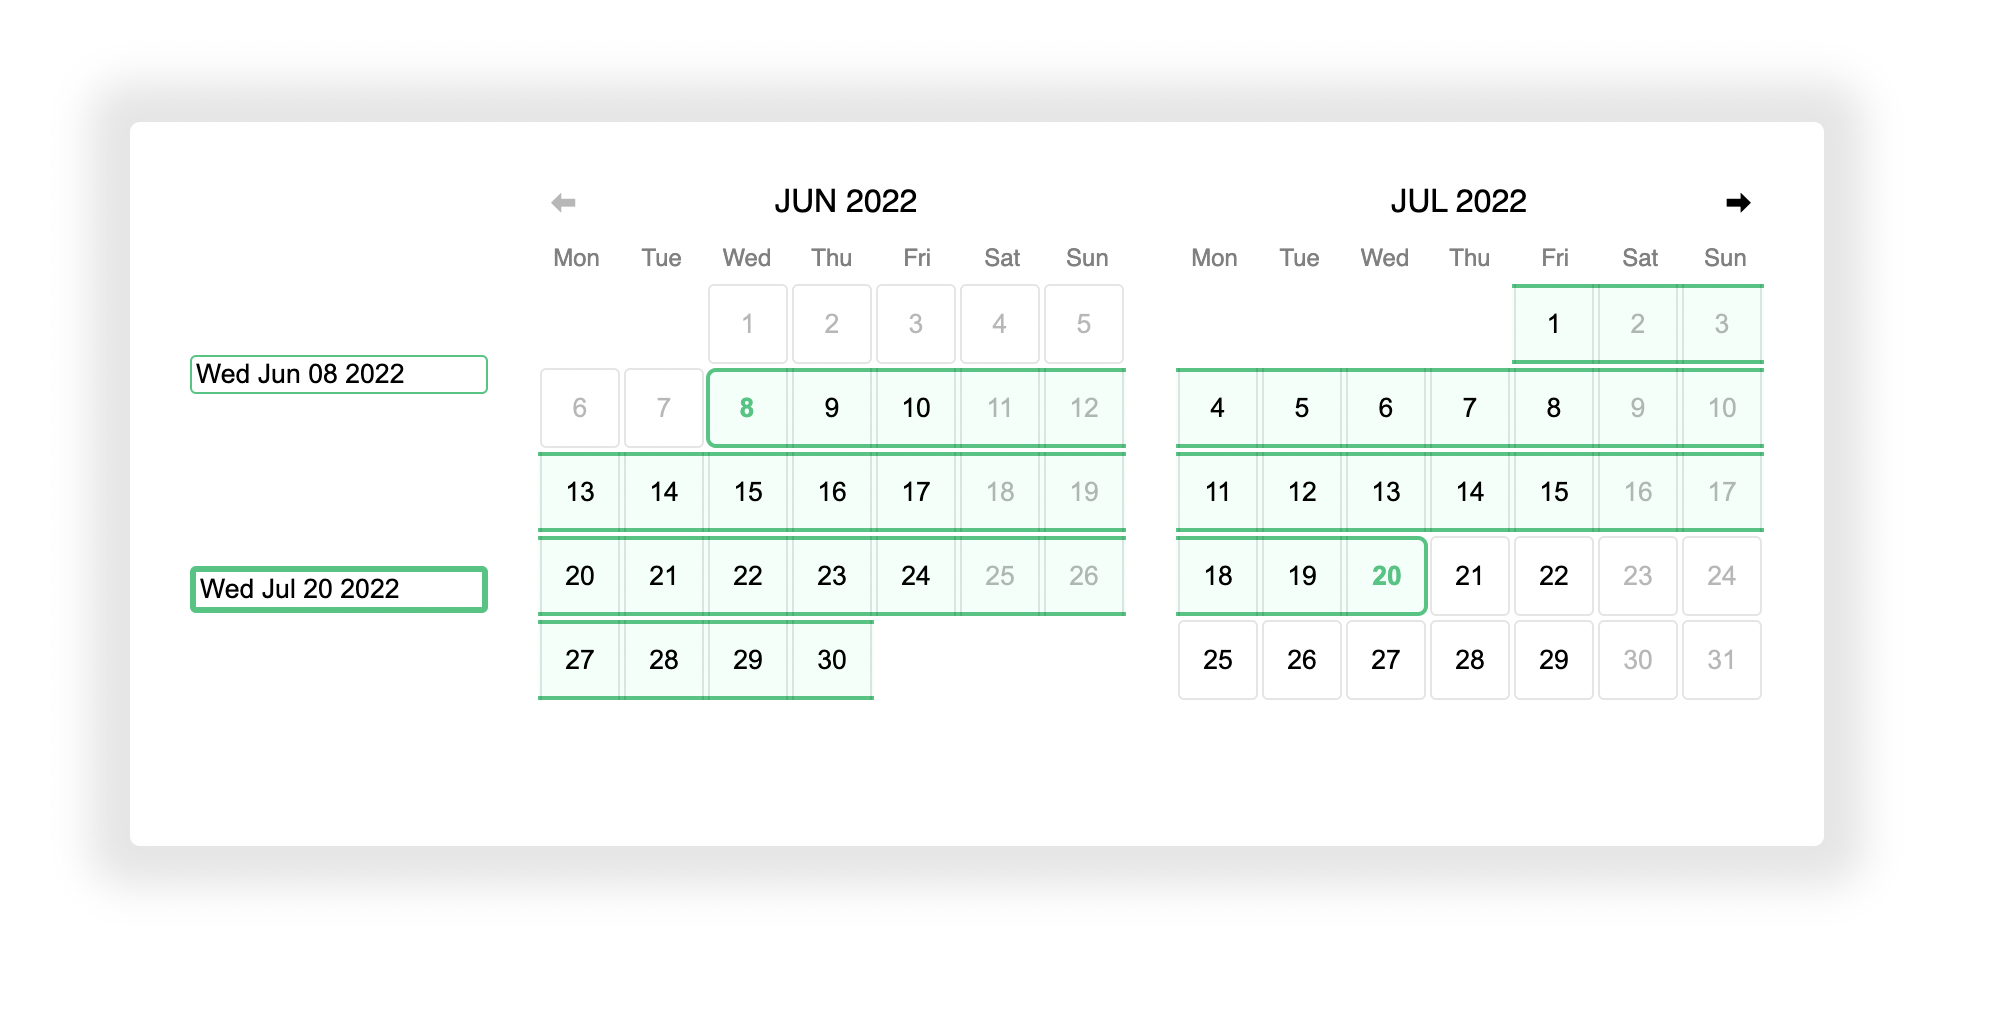 JUN 2022
Mon Tue Wed Thu Fri Sat Sun
1 2 3 4 5
Wed Jun 08 2022
6 7 8 9 10 11 12
13 14 15 16 17 18 19
Wed Jul 20 2022
20 21 22 23 24 25 26
27 28 29 30
JUL 2022
Mon Tue Wed Thu Fri Sat Sun
1 2 3
4 5 6 7 8 9 10
11 12 13 14 15 16 17
18 19 20 21 22 23 24
25 26 27 28 29 30 31